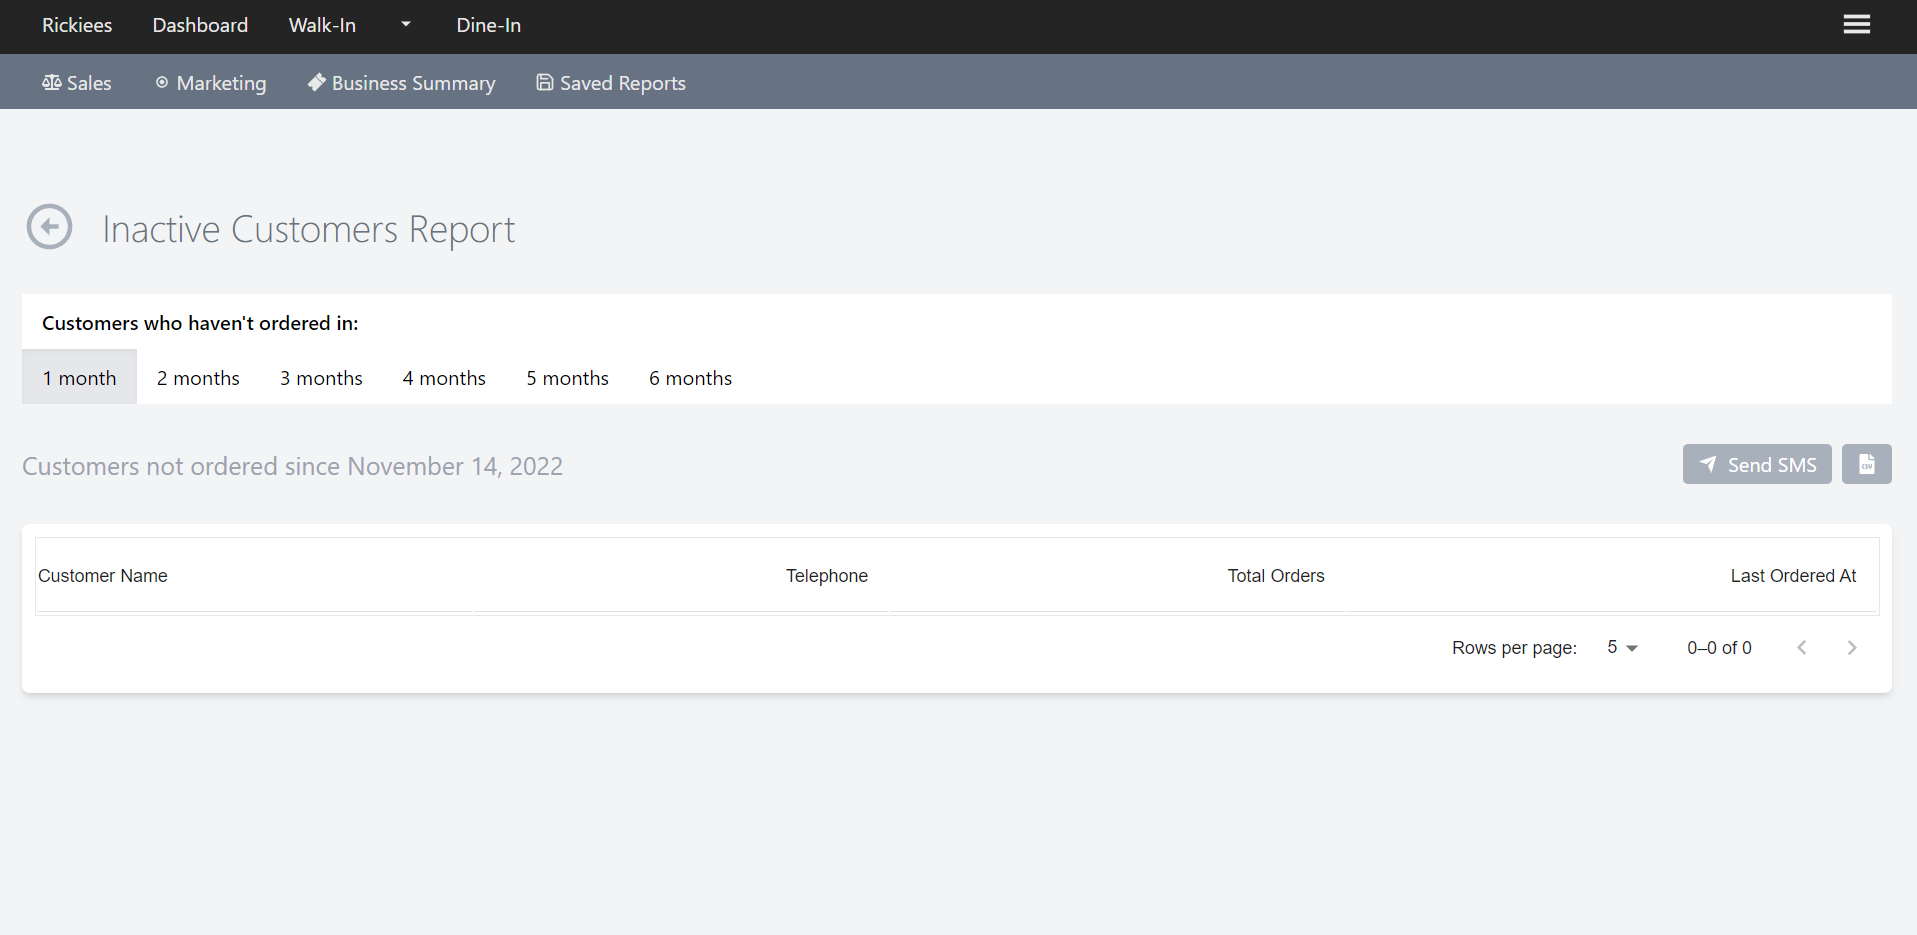 Rickiees Dashboard Walk-In Dine-In
Sales Marketing Business Summary Saved Reports
Inactive Customers Report
Customers who haven't ordered in:
1 month 2 months 3 months 4 months 5 months 6 months
Customers not ordered since November 14, 2022 Send SMS CSV
Customer Name Telephone Total Orders Last Ordered At
Rows per page: 5 0–0 of 0